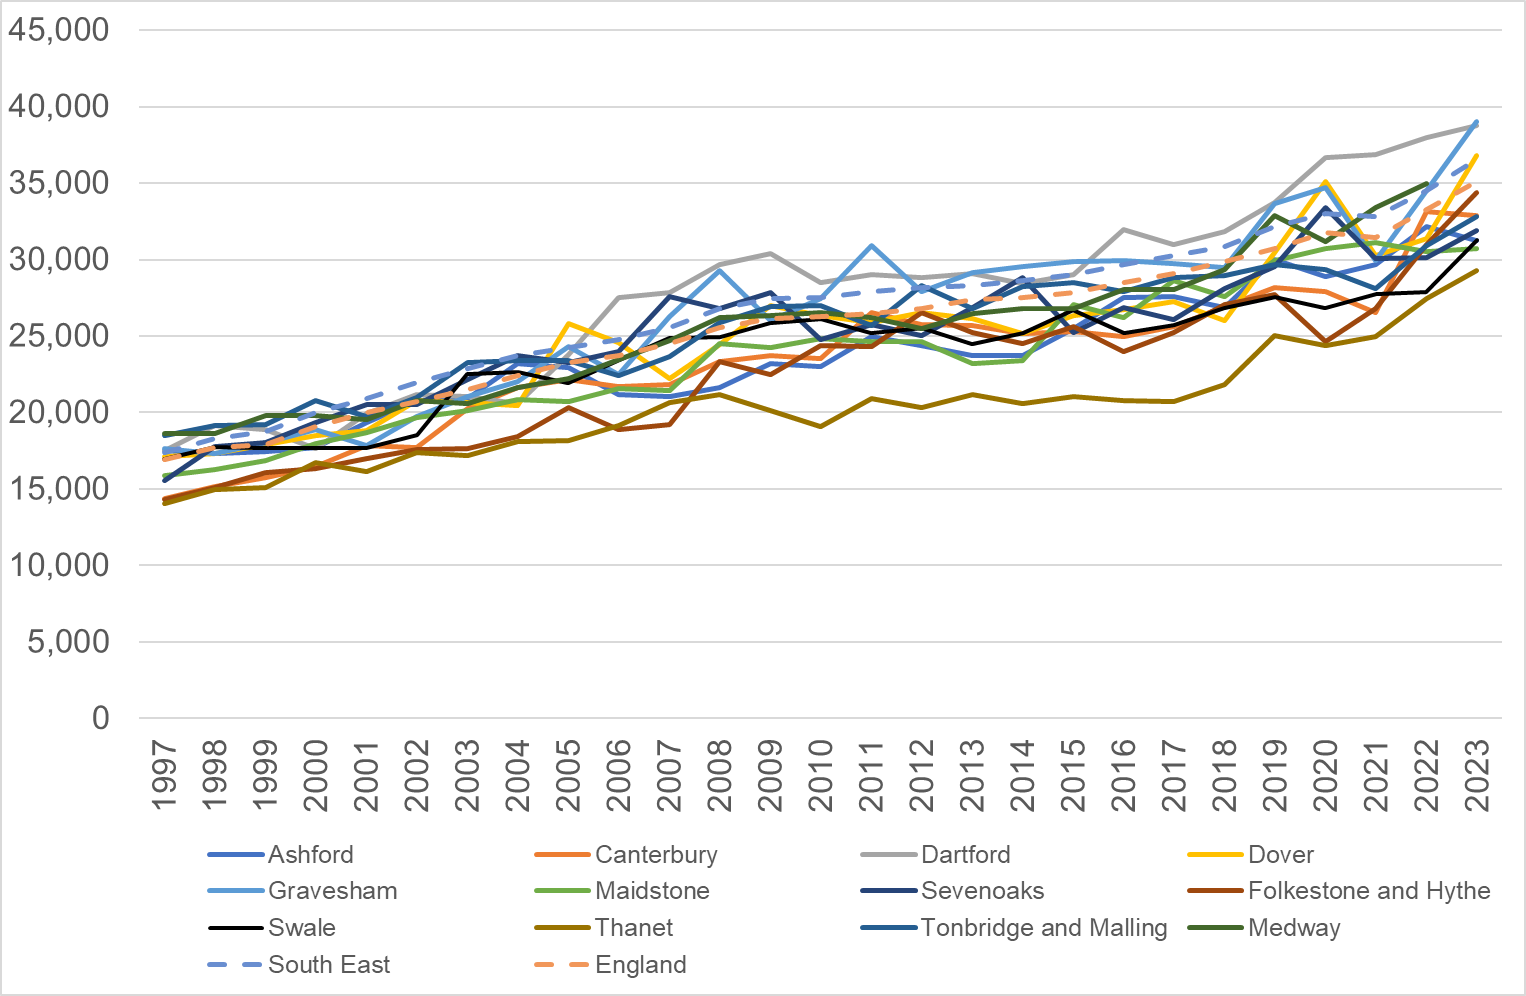 45,000
40,000
35,000
30,000
25,000
20,000
15,000
10,000
5,000
0
1997 1998 1999 2000 2001 2002 2003 2004 2005 2006 2007 2008 2009 2010 2011 2012 2013 2014 2015 2016 2017 2018 2019 2020 2021 2022 2023
Ashford Canterbury Dartford Dover
Gravesham Maidstone Sevenoaks Folkestone and Hythe
Swale Thanet Tonbridge and Malling Medway
South East England